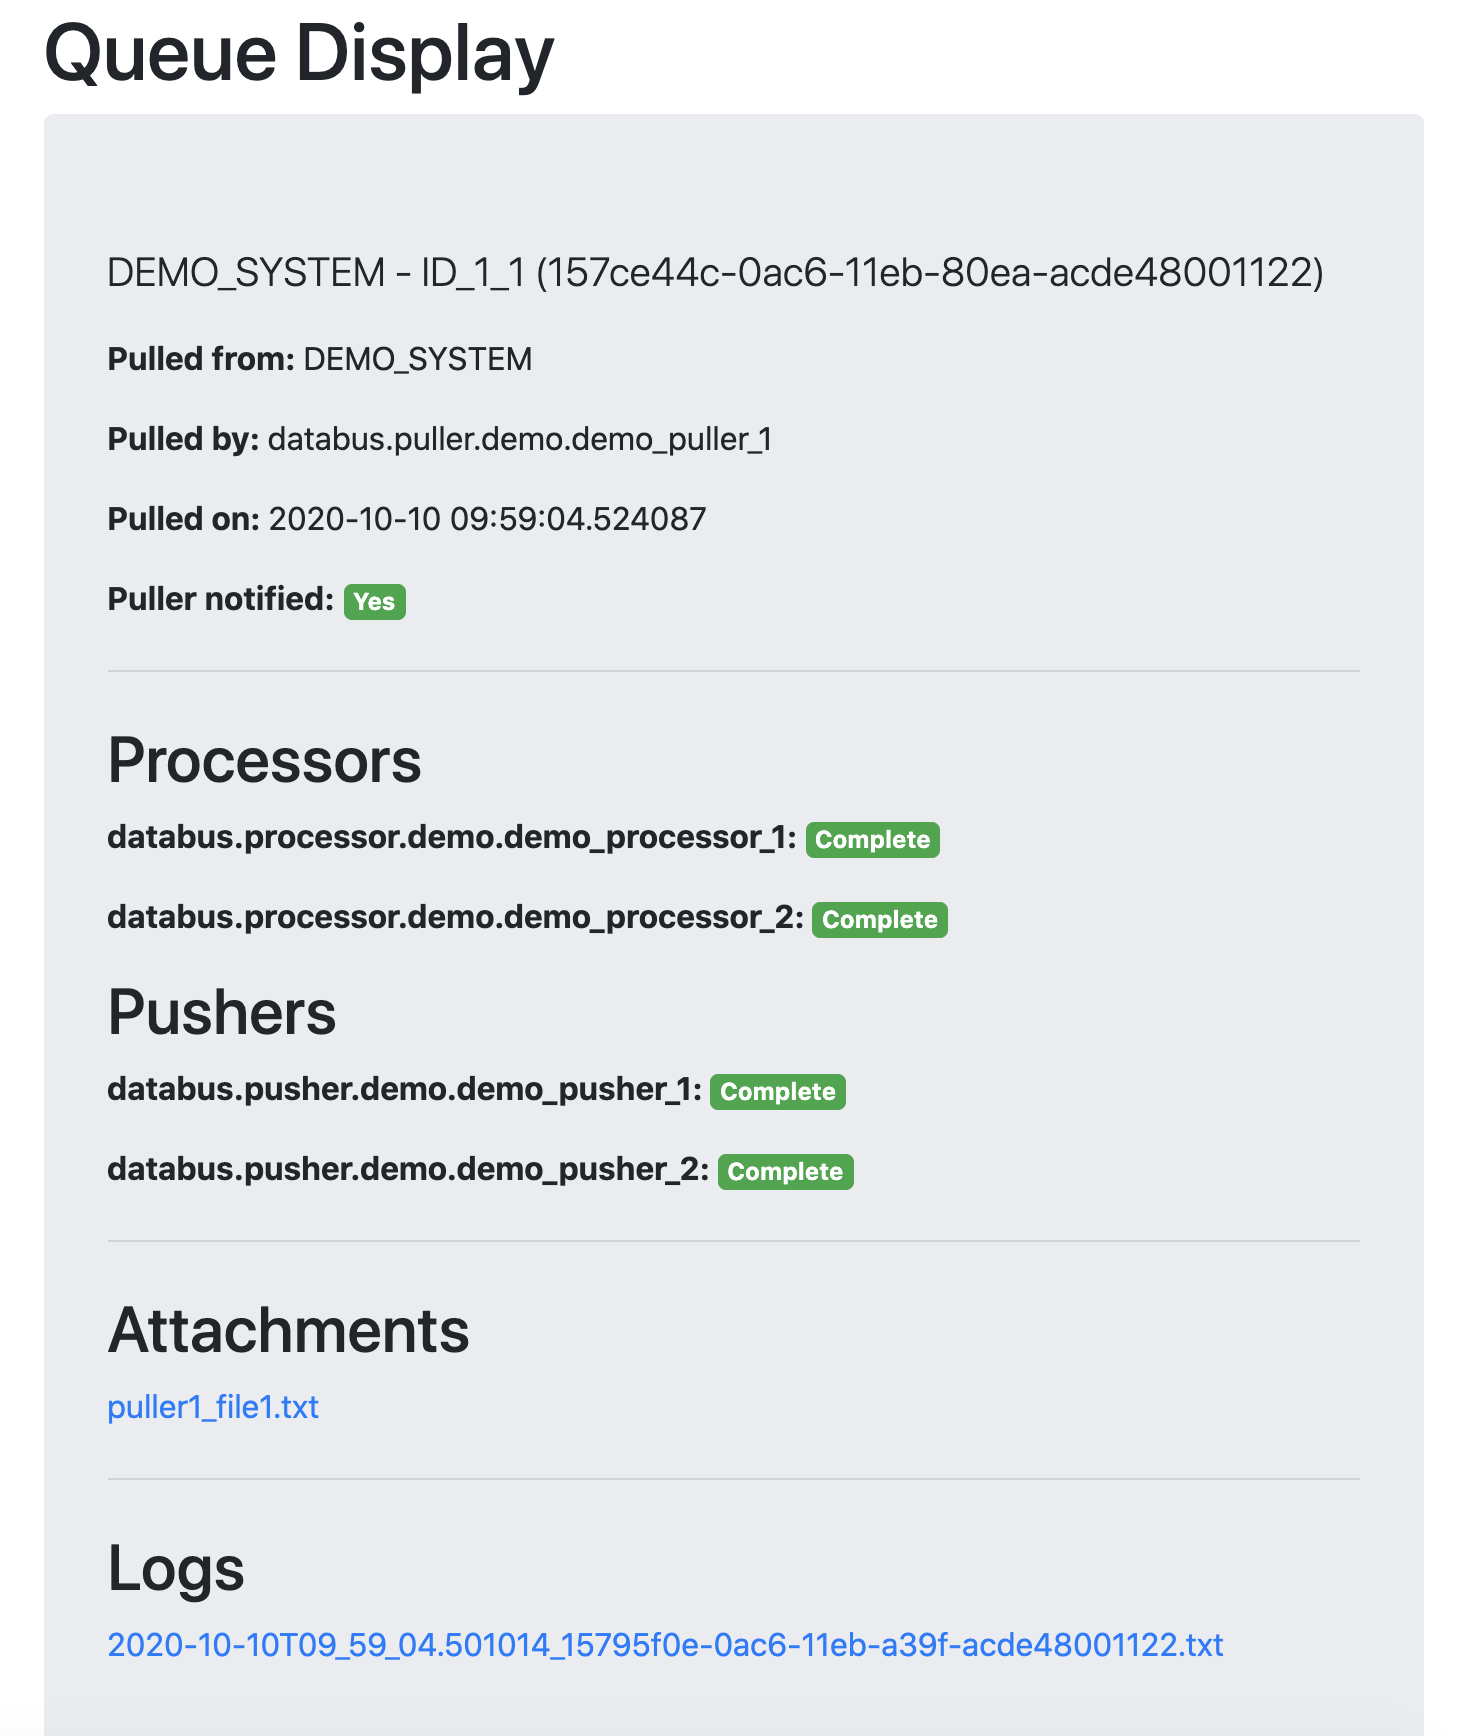 Queue Display
DEMO_SYSTEM - ID_1_1 (157ce44c-0ac6-11eb-80ea-acde48001122)
Pulled from: DEMO_SYSTEM
Pulled by: databus.puller.demo.demo_puller_1
Pulled on: 2020-10-10 09:59:04.524087
Puller notified: Yes
Processors
databus.processor.demo.demo_processor_1: Complete
databus.processor.demo.demo_processor_2: Complete
Pushers
databus.pusher.demo.demo_pusher_1: Complete
databus.pusher.demo.demo_pusher_2: Complete
Attachments
puller1_file1.txt
Logs
2020-10-10T09_59_04.501014_15795f0e-0ac6-11eb-a39f-acde48001122.txt